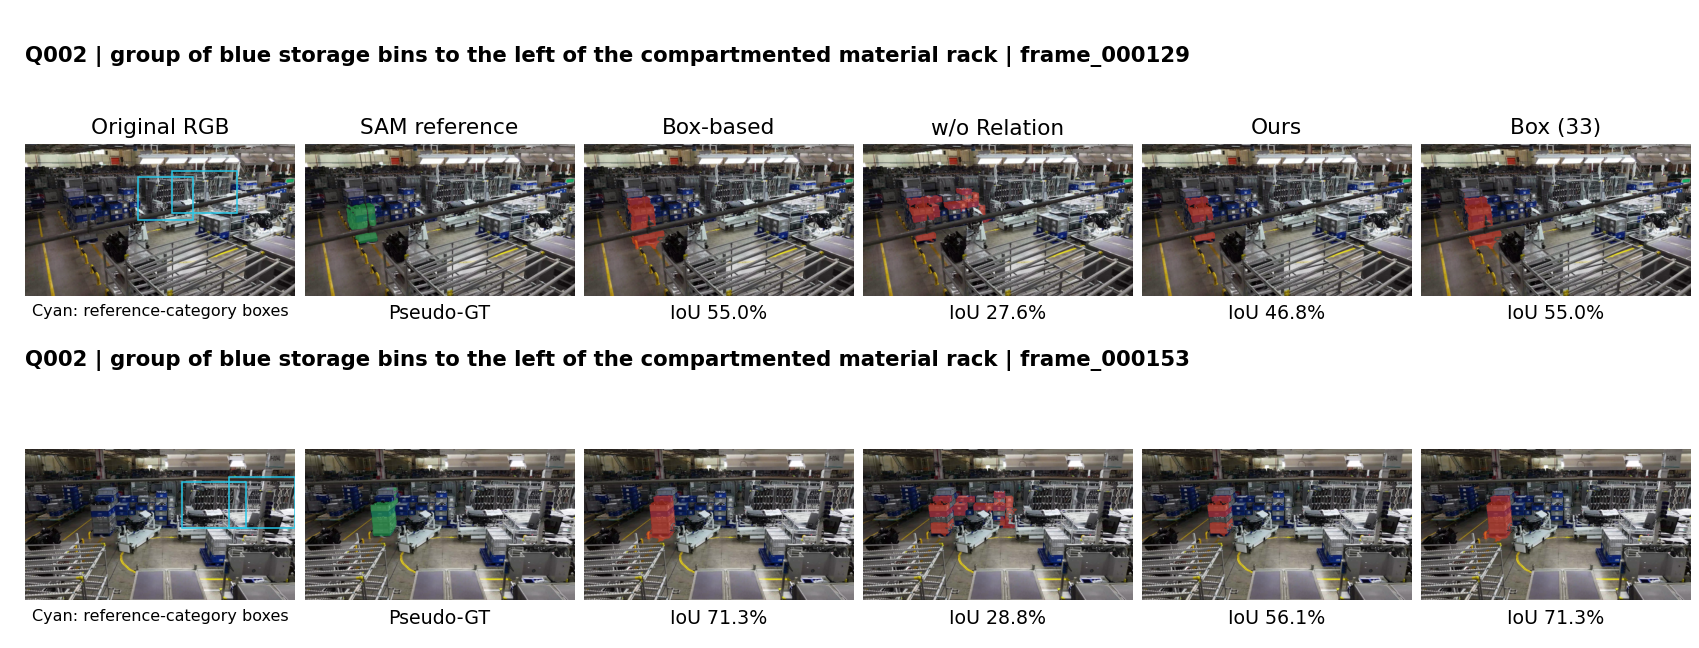 Q002 | group of blue storage bins to the left of the compartmented material rack | frame_000129
Original RGB SAM reference Box-based w/o Relation Ours Box (33)
Cyan: reference-category boxes Pseudo-GT IoU 55.0% IoU 27.6% IoU 46.8% IoU 55.0%
Q002 | group of blue storage bins to the left of the compartmented material rack | frame_000153
Cyan: reference-category boxes Pseudo-GT IoU 71.3% IoU 28.8% IoU 56.1% IoU 71.3%